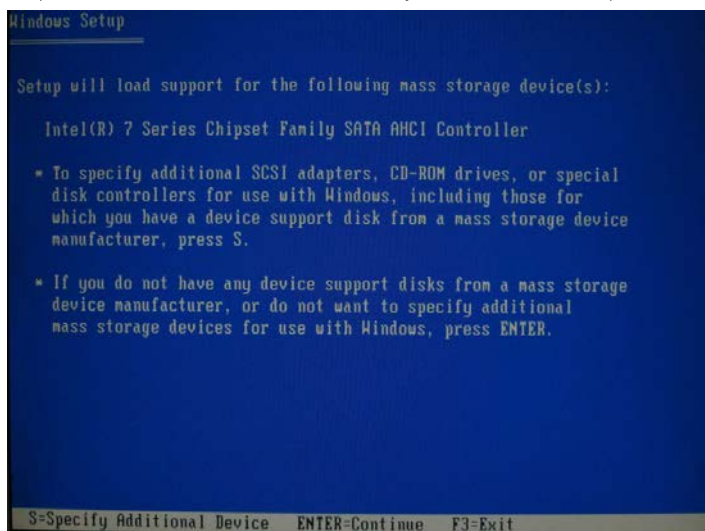 Windows Setup
Setup will load support for the following mass storage device(s):
Intel(R) 7 Series Chipset Family SATA AHCI Controller
* To specify additional SCSI adapters, CD-ROM drives, or special
disk controllers for use with Windows, including those for
which you have a device support disk from a mass storage device
manufacturer, press S.
* If you do not have any device support disks from a mass storage
device manufacturer, or do not want to specify additional
mass storage devices for use with Windows, press ENTER.
S=Specify Additional Device ENTER=Continue F3=Exit